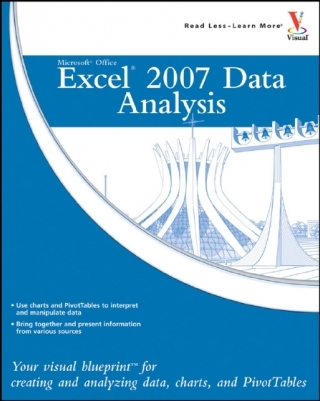 Read Less–Learn More®
Visual™
Microsoft® Office
Excel® 2007 Data
Analysis
• Use charts and PivotTables to interpret
and manipulate data
• Bring together and present information
from various sources
Your visual blueprint™ for
creating and analyzing data, charts, and PivotTables